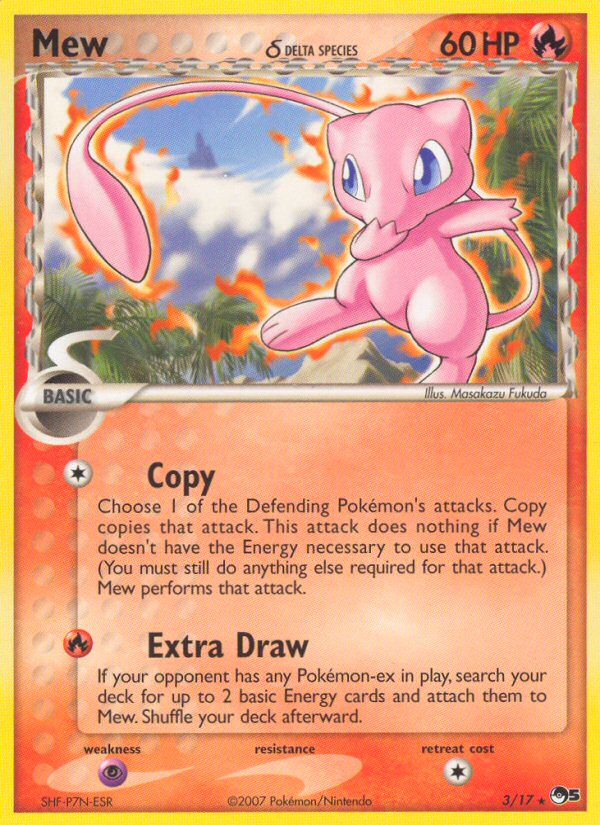 Mew δ DELTA SPECIES 60 HP
BASIC
Illus. Masakazu Fukuda
Copy
Choose 1 of the Defending Pokémon's attacks. Copy
copies that attack. This attack does nothing if Mew
doesn't have the Energy necessary to use that attack.
(You must still do anything else required for that attack.)
Mew performs that attack.
Extra Draw
If your opponent has any Pokémon-ex in play, search your
deck for up to 2 basic Energy cards and attach them to
Mew. Shuffle your deck afterward.
weakness resistance retreat cost
SHF-P7N-ESR ©2007 Pokémon/Nintendo 3/17 ★ 5